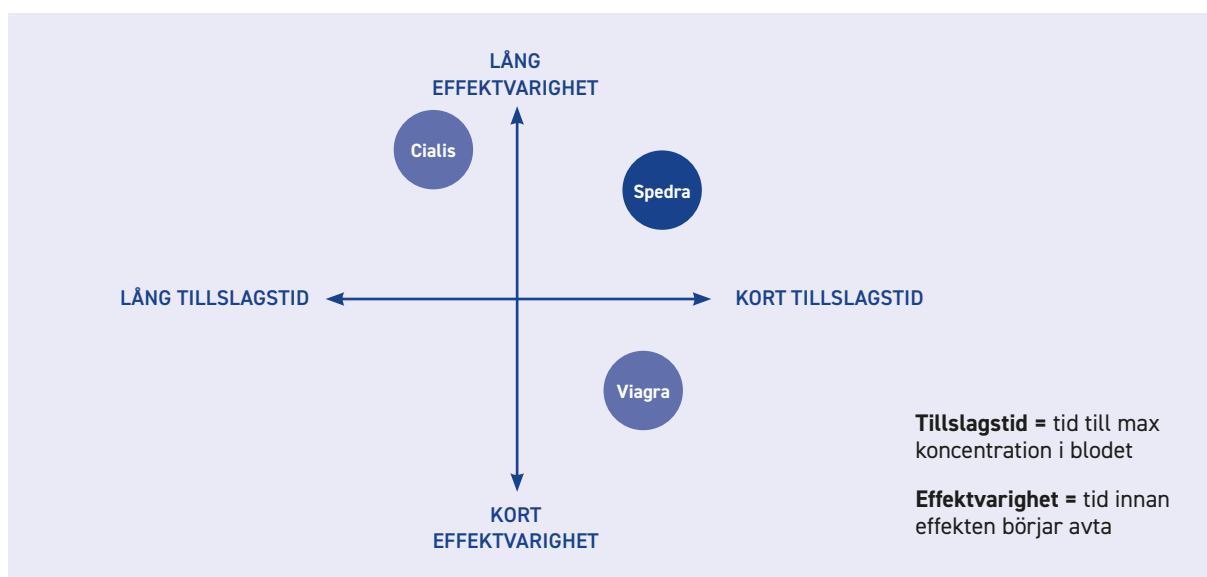 LÅNG
EFFEKTVARIGHET
Cialis
Spedra
LÅNG TILLSLAGSTID
KORT TILLSLAGSTID
Viagra
Tillslagstid = tid till max
koncentration i blodet
Effektvarighet = tid innan
effekten börjar avta
KORT
EFFEKTVARIGHET